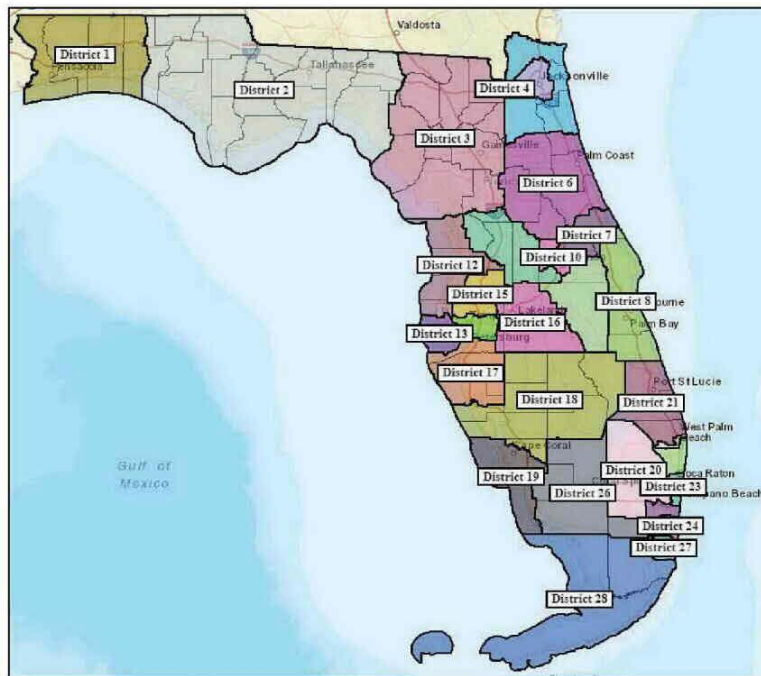 Valdosta
District 1
Pensacola
Tallahassee
District 2
District 4
Jacksonville
District 3
Gainesville
Palm Coast
District 6
District 7
District 10
District 12
District 15
District 8
Lakeland
District 16
Palm Bay
District 13
District 17
Port St Lucie
District 18
District 21
West Palm
Beach
Cape Coral
District 20
District 19
District 26
District 23
District 24
District 27
Gulf of
Mexico
District 28